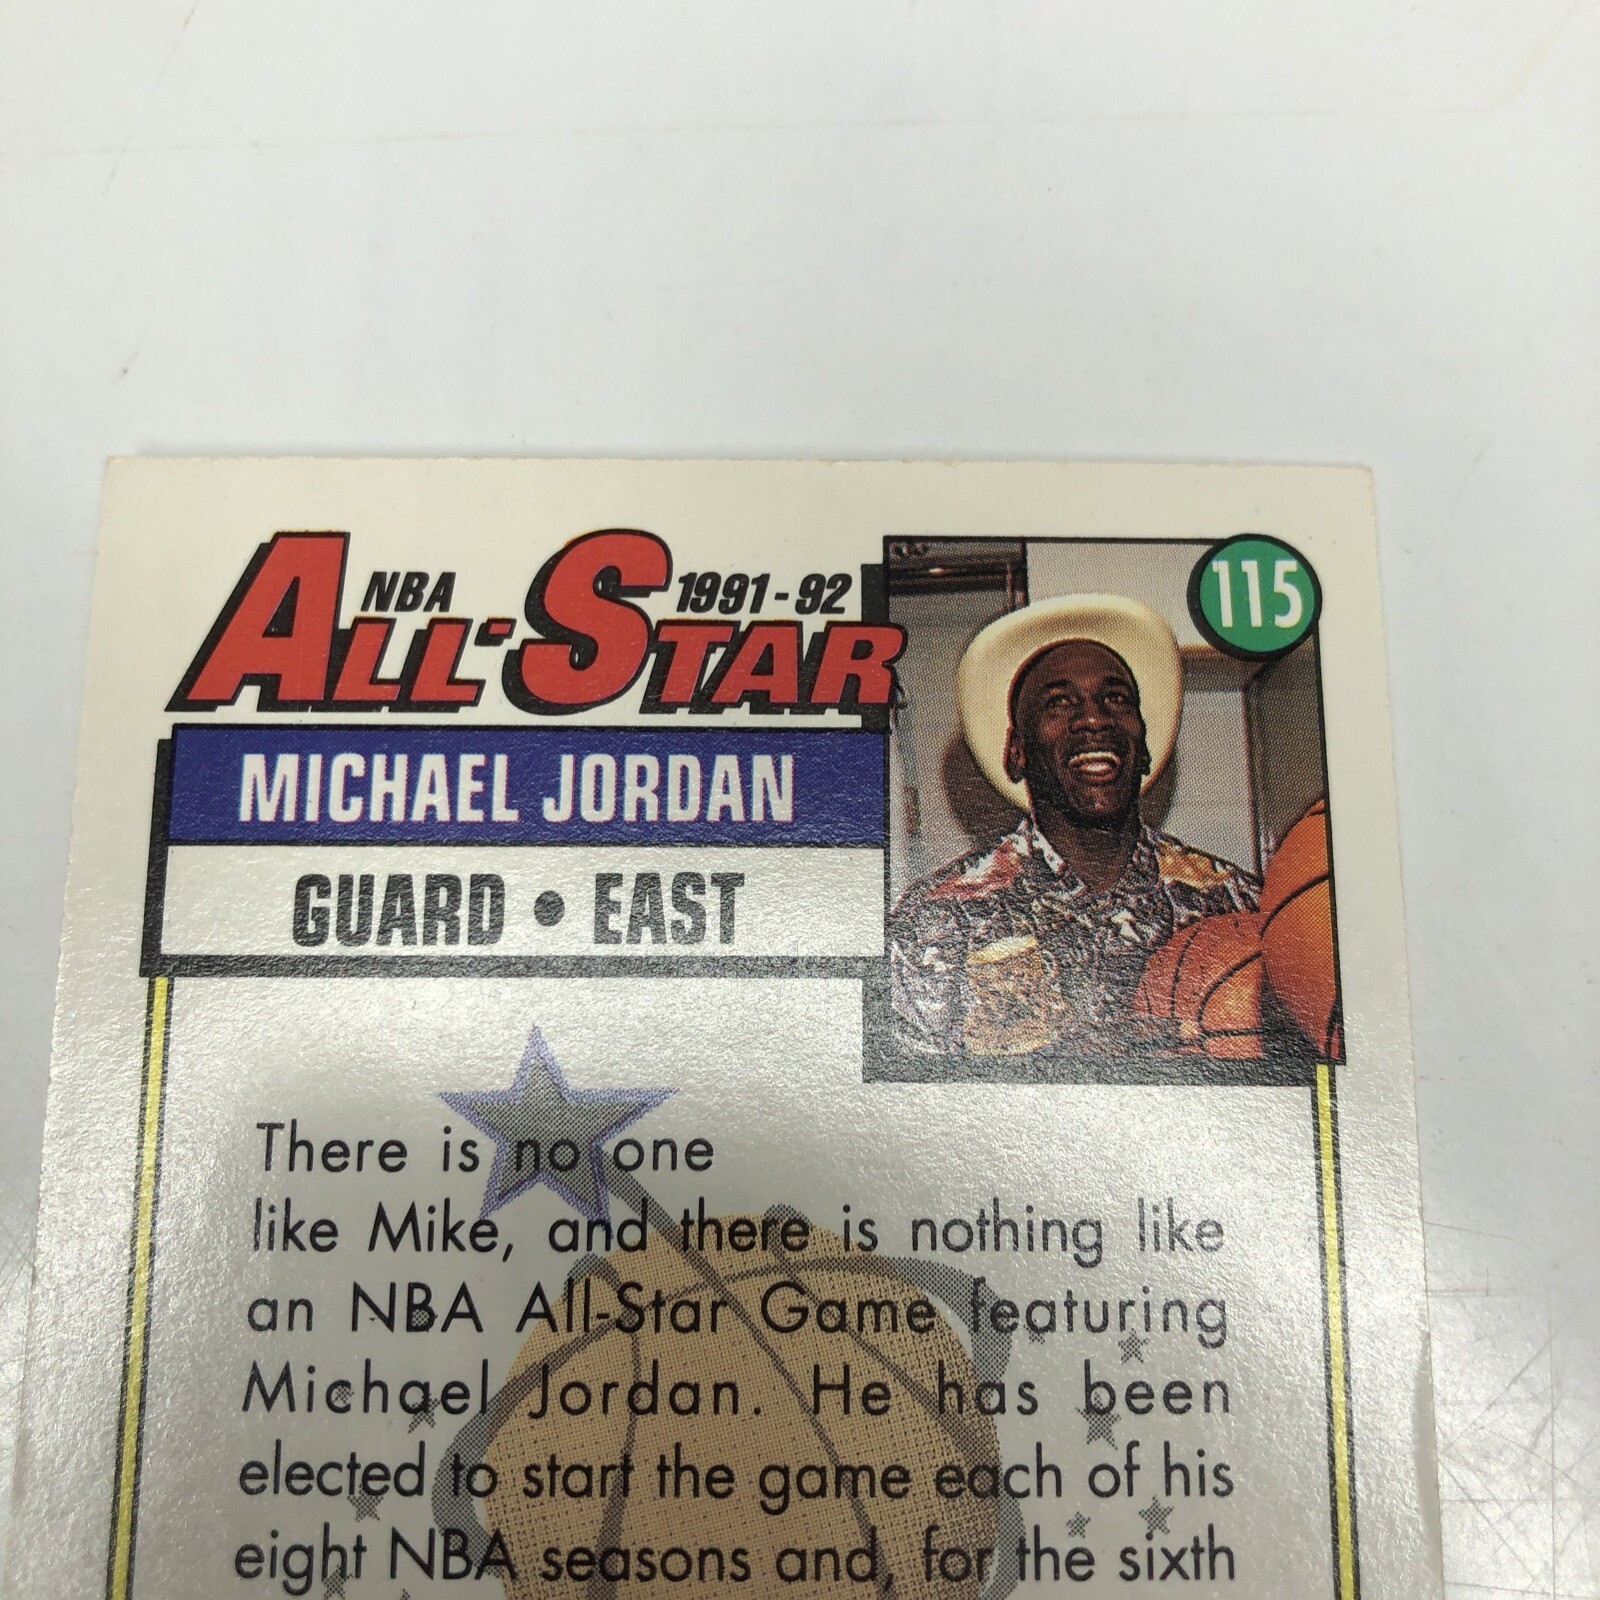 NBA 1991-92
ALL-STAR
115
MICHAEL JORDAN
GUARD • EAST
There is no one
like Mike, and there is nothing like
an NBA All-Star Game featuring
Michael Jordan. He has been
elected to start the game each of his
eight NBA seasons and, for the sixth